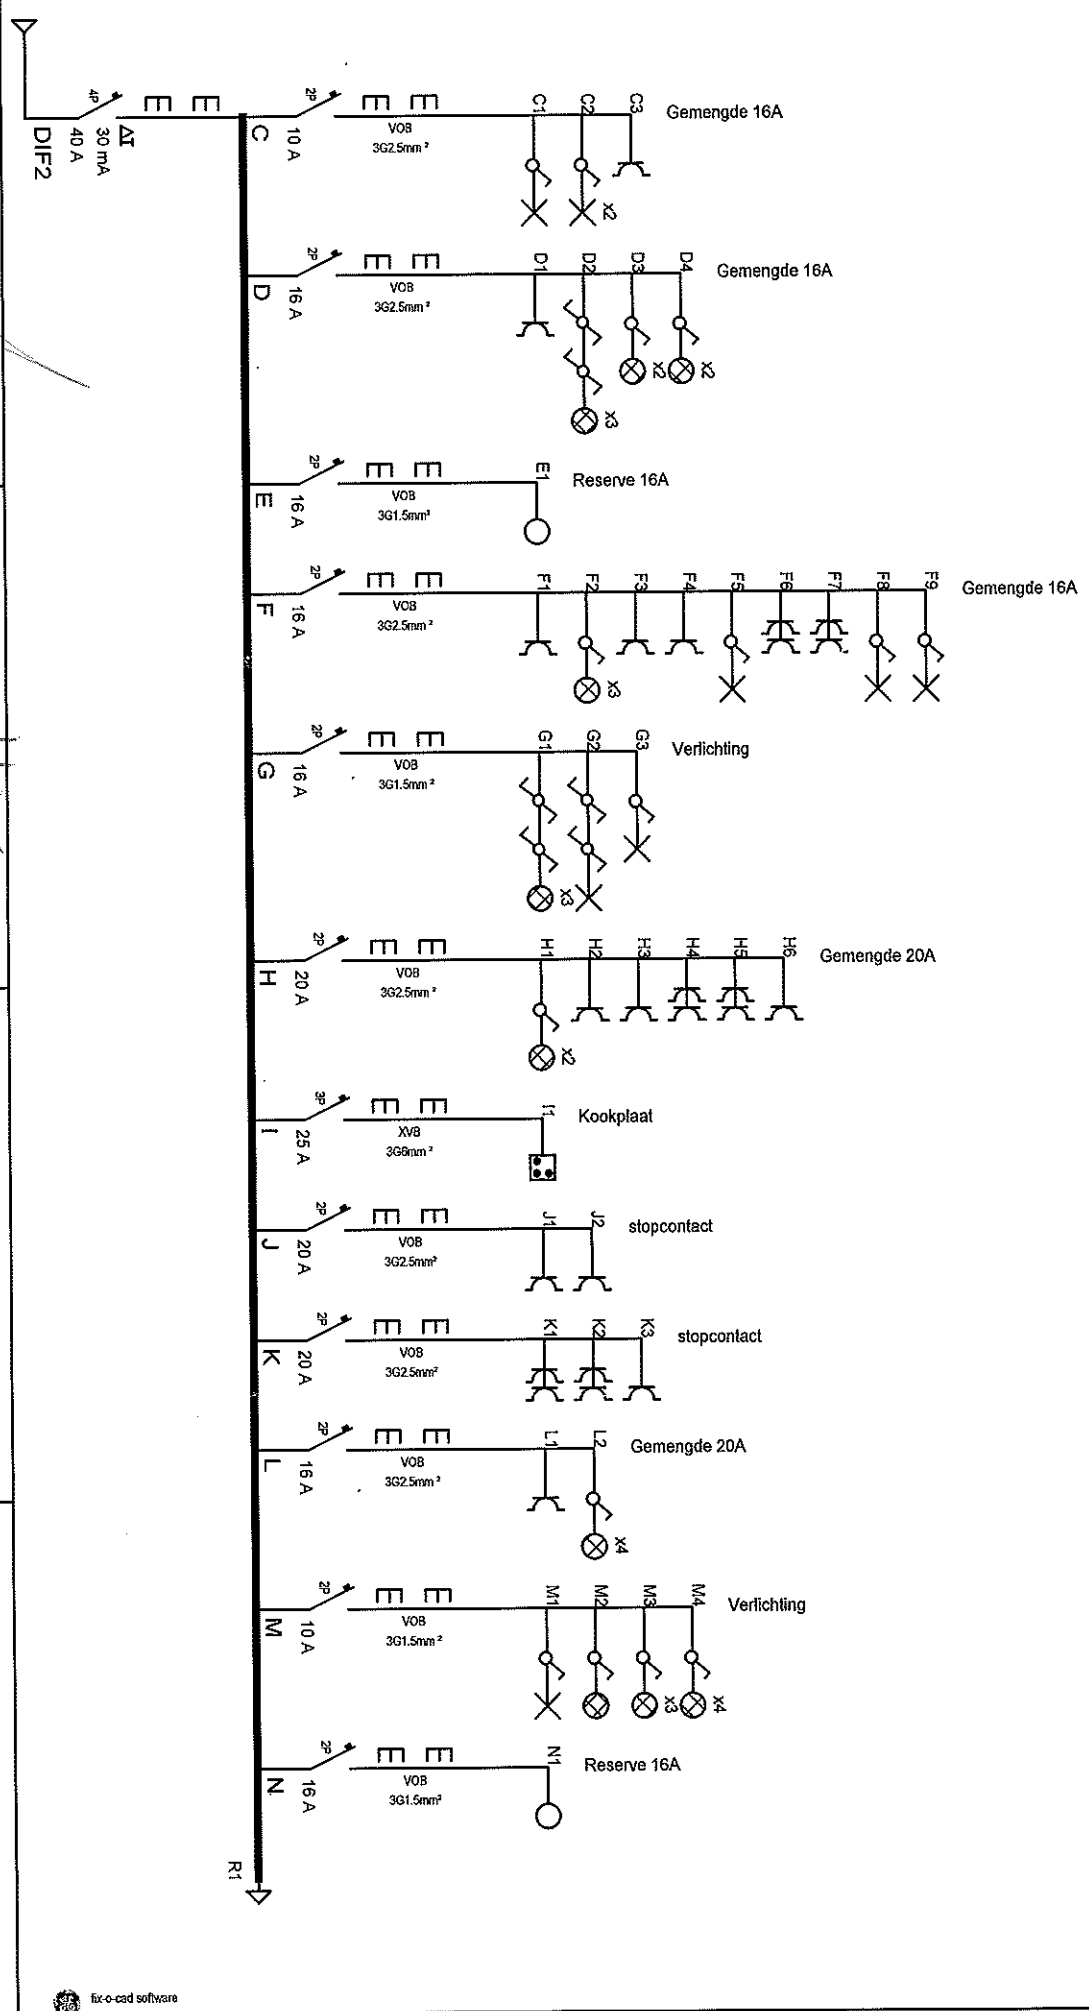 4P
ΔI
30 mA
40 A
DIF2
C
2P
10 A
VOB
3G2.5mm²
C1
C2
C3
x2
Gemengde 16A
D
2P
16 A
VOB
3G2.5mm²
D1
D2
D3
D4
x3
x2
x2
Gemengde 16A
E
2P
16 A
VOB
3G1.5mm²
E1
Reserve 16A
F
2P
16 A
VOB
3G2.5mm²
F1
F2
F3
F4
F5
F6
F7
F8
F9
x3
Gemengde 16A
G
2P
16 A
VOB
3G1.5mm²
G1
G2
G3
x3
Verlichting
H
2P
20 A
VOB
3G2.5mm²
H1
H2
H3
H4
H5
H6
x2
Gemengde 20A
I
3P
25 A
XVB
3G6mm²
I1
Kookplaat
J
2P
20 A
VOB
3G2.5mm²
J1
J2
stopcontact
K
2P
20 A
VOB
3G2.5mm²
K1
K2
K3
stopcontact
L
2P
16 A
VOB
3G2.5mm²
L1
L2
x4
Gemengde 20A
M
2P
10 A
VOB
3G1.5mm²
M1
M2
M3
M4
x3
x4
Verlichting
N
2P
16 A
VOB
3G1.5mm²
N1
Reserve 16A
R1
fix-o-cad software